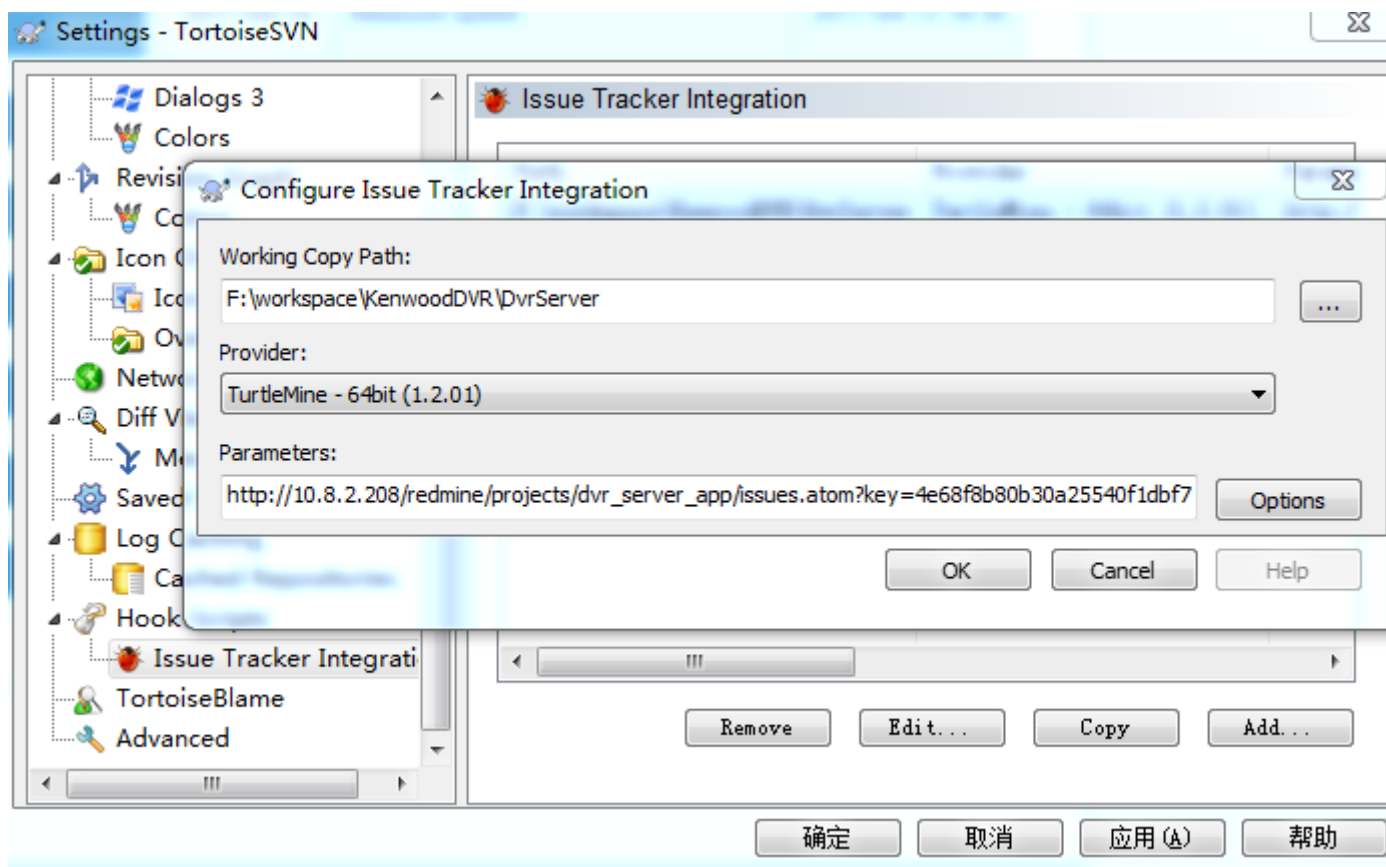 Settings - TortoiseSVN
Dialogs 3
Colors
Issue Tracker Integration
Configure Issue Tracker Integration
Working Copy Path:
F:\workspace\KenwoodDVR\DvrServer
...
Provider:
TurtleMine - 64bit (1.2.01)
Parameters:
http://10.8.2.208/redmine/projects/dvr_server_app/issues.atom?key=4e68f8b80b30a25540f1dbf7
Options
OK
Cancel
Help
Revisi
Co
Icon
Ico
Ov
Netwo
Diff V
Me
Saved
Log C
Ca
Hook
Issue Tracker Integrati
TortoiseBlame
Advanced
Remove
Edit...
Copy
Add...
确定
取消
应用(A)
帮助